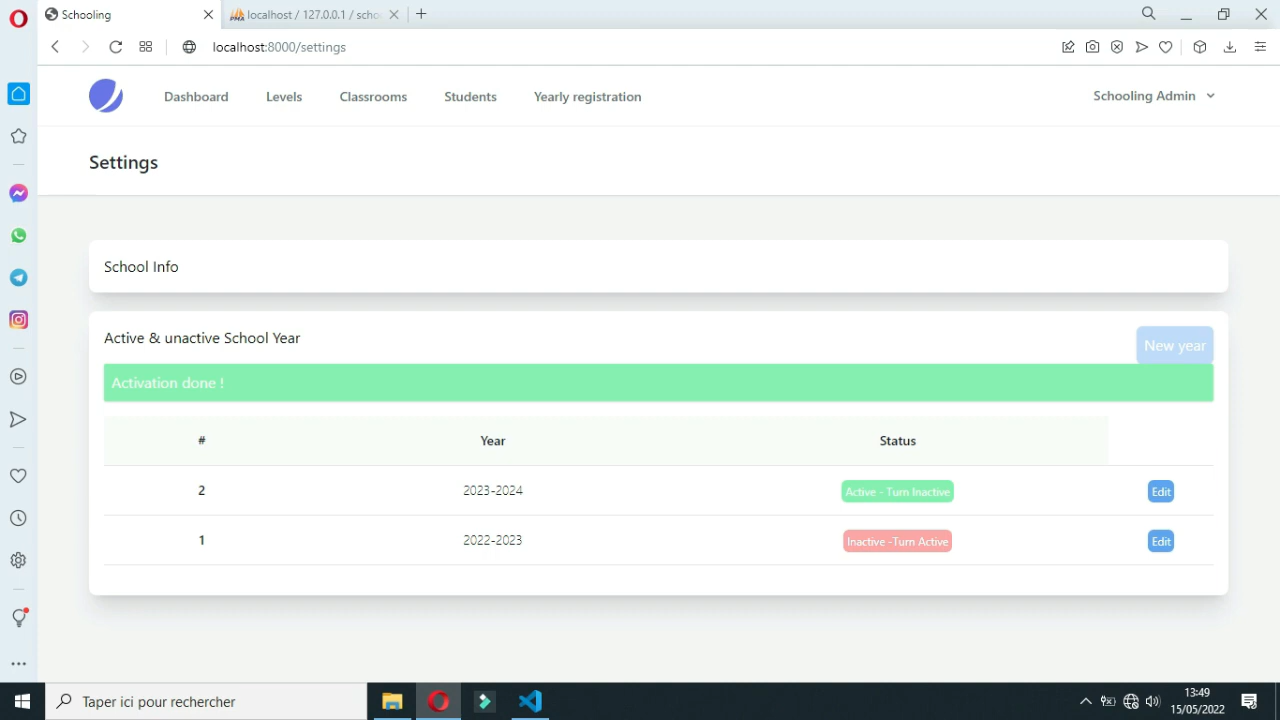 Schooling
localhost / 127.0.0.1 / scho
localhost:8000/settings
Dashboard Levels Classrooms Students Yearly registration Schooling Admin
Settings
School Info
Active & unactive School Year
New year
Activation done !
# Year Status
2 2023-2024 Active - Turn Inactive Edit
1 2022-2023 Inactive -Turn Active Edit
Taper ici pour rechercher
13:49
15/05/2022